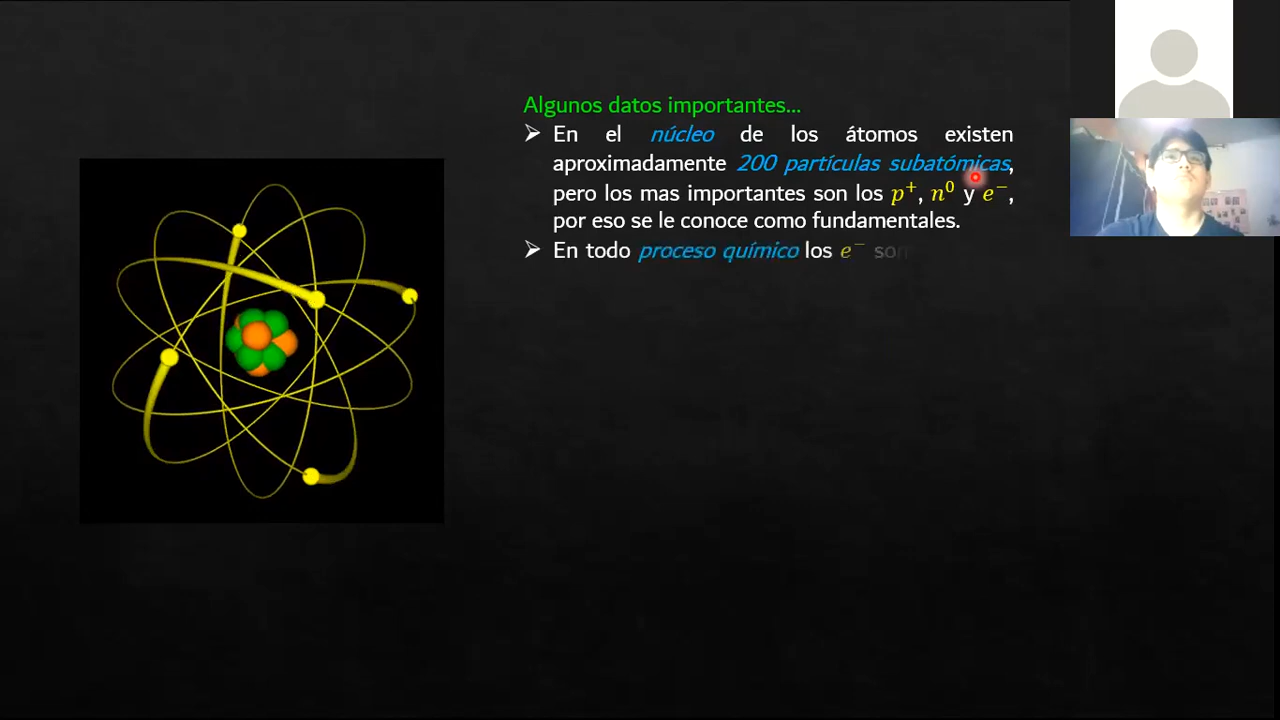 Algunos datos importantes...
➢ En el núcleo de los átomos existen
aproximadamente 200 partículas subatómicas,
pero los mas importantes son los p⁺, n⁰ y e⁻,
por eso se le conoce como fundamentales.
➢ En todo proceso químico los e⁻ son